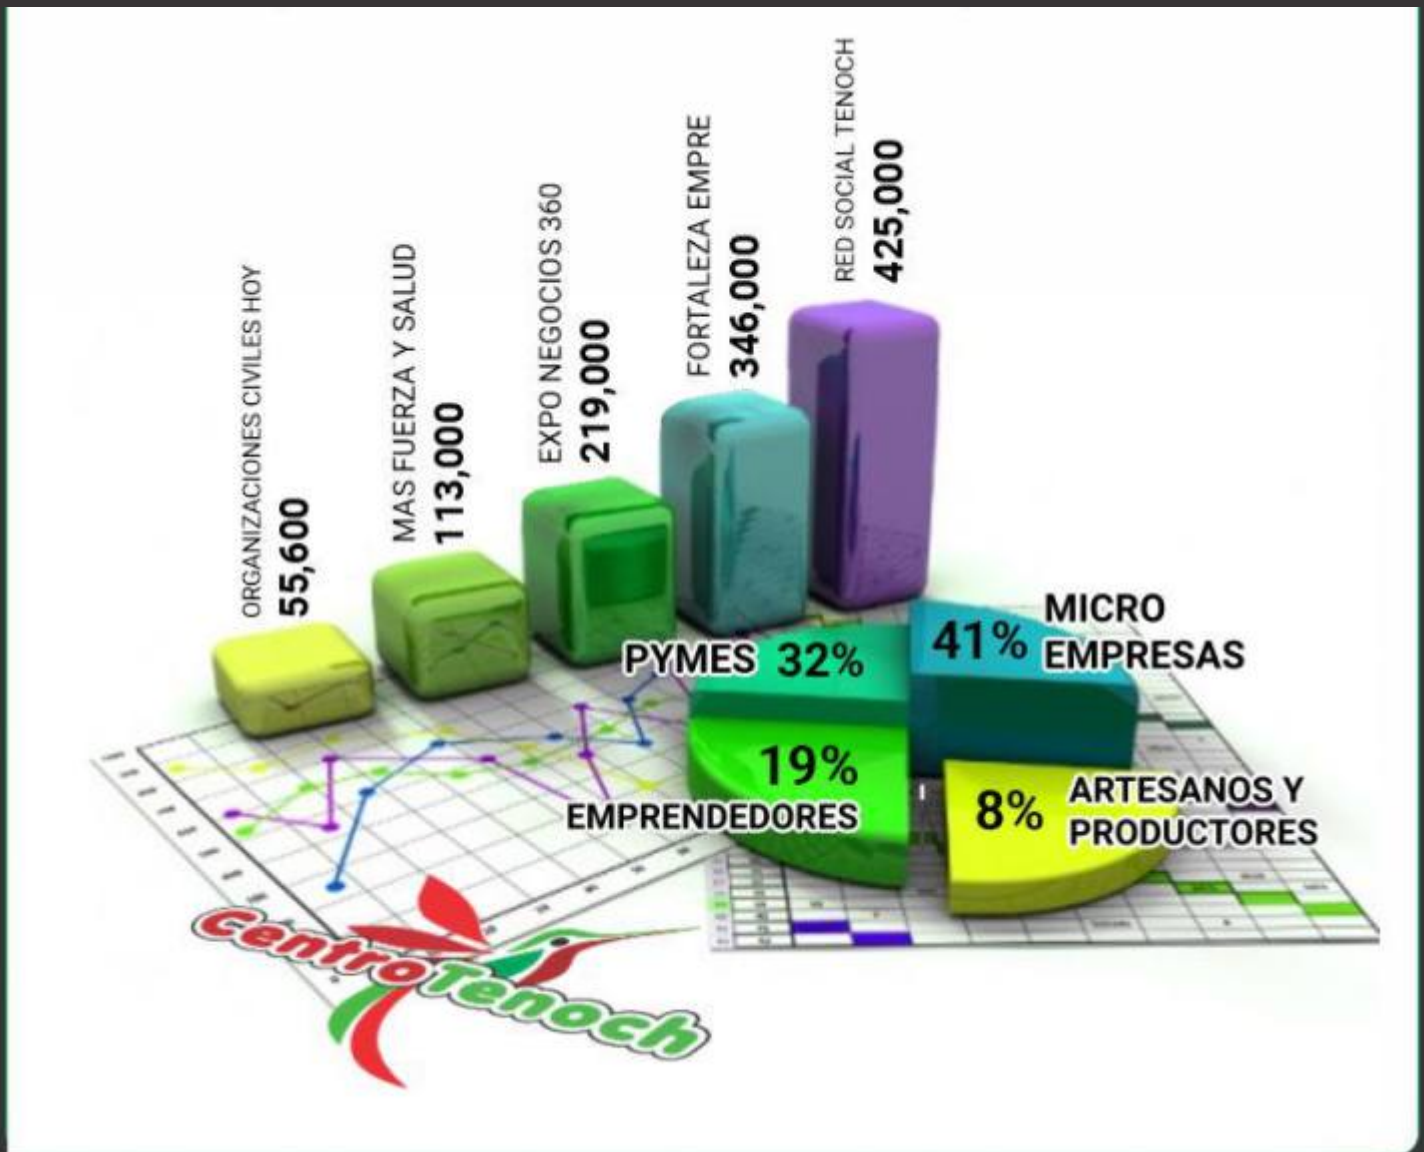 ORGANIZACIONES CIVILES HOY
55,600
MAS FUERZA Y SALUD
113,000
EXPO NEGOCIOS 360
219,000
FORTALEZA EMPRE
346,000
RED SOCIAL TENOCH
425,000
PYMES 32%
41% MICRO
EMPRESAS
19%
EMPRENDEDORES
8% ARTESANOS Y
PRODUCTORES
CentroTenoch